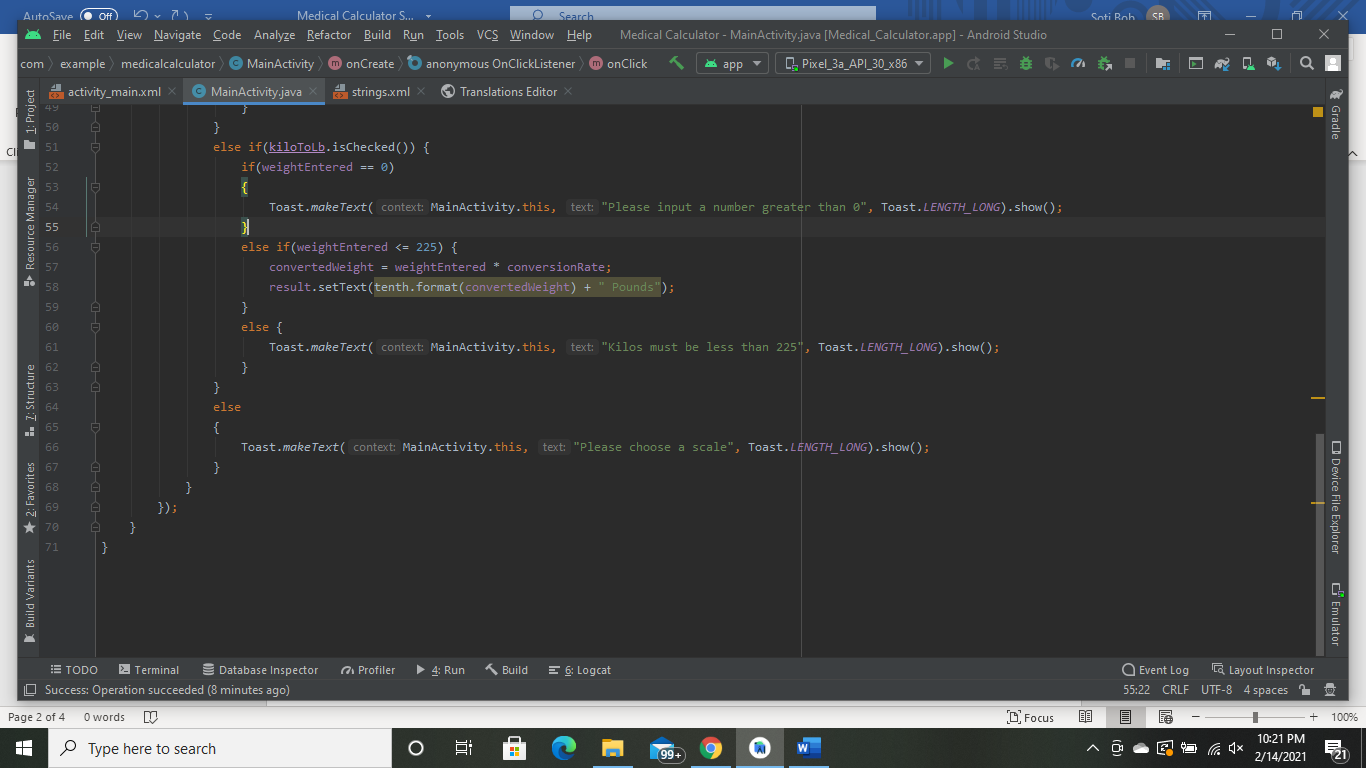 AutoSave Off Medical Calculator S... Search Soti Rob SB
File Edit View Navigate Code Analyze Refactor Build Run Tools VCS Window Help Medical Calculator - MainActivity.java [Medical_Calculator.app] - Android Studio
com example medicalcalculator MainActivity onCreate anonymous OnClickListener onClick app Pixel_3a_API_30_x86
activity_main.xml MainActivity.java strings.xml Translations Editor
49 }
50 }
51 else if(kiloToLb.isChecked()) {
52 if(weightEntered == 0)
53 {
54 Toast.makeText( context: MainActivity.this, text: "Please input a number greater than 0", Toast.LENGTH_LONG).show();
55 }
56 else if(weightEntered <= 225) {
57 convertedWeight = weightEntered * conversionRate;
58 result.setText(tenth.format(convertedWeight) + " Pounds");
59 }
60 else {
61 Toast.makeText( context: MainActivity.this, text: "Kilos must be less than 225", Toast.LENGTH_LONG).show();
62 }
63 }
64 else
65 {
66 Toast.makeText( context: MainActivity.this, text: "Please choose a scale", Toast.LENGTH_LONG).show();
67 }
68 }
69 });
70 }
71 }
1: Project
Resource Manager
7: Structure
2: Favorites
Build Variants
Gradle
Device File Explorer
Emulator
TODO Terminal Database Inspector Profiler 4: Run Build 6: Logcat Event Log Layout Inspector
Success: Operation succeeded (8 minutes ago) 55:22 CRLF UTF-8 4 spaces
Page 2 of 4 0 words Focus 100%
Type here to search 99+ 10:21 PM
2/14/2021 21